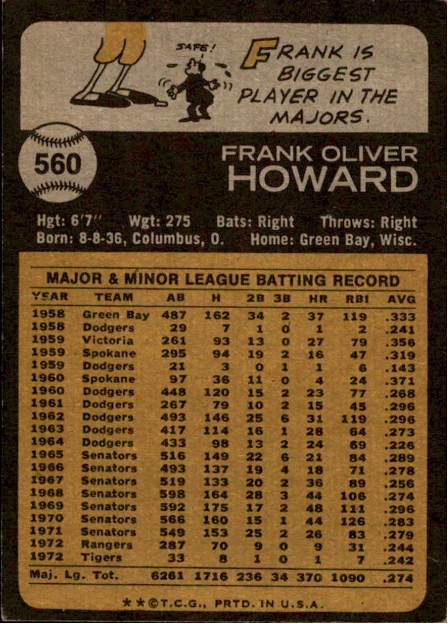 SAFE!
FRANK IS
BIGGEST
PLAYER IN THE
MAJORS.
560
FRANK OLIVER
HOWARD
Hgt: 6'7" Wgt: 275 Bats: Right Throws: Right
Born: 8-8-36, Columbus, O. Home: Green Bay, Wisc.
MAJOR & MINOR LEAGUE BATTING RECORD
YEAR TEAM AB H 2B 3B HR RBI AVG
1958 Green Bay 487 162 34 2 37 119 .333
1958 Dodgers 29 7 1 0 1 2 .241
1959 Victoria 261 93 13 0 27 79 .356
1959 Spokane 295 94 19 2 16 47 .319
1959 Dodgers 21 3 0 1 1 6 .143
1960 Spokane 97 36 11 0 4 24 .371
1960 Dodgers 448 120 15 2 23 77 .268
1961 Dodgers 267 79 10 2 15 45 .296
1962 Dodgers 493 146 25 6 31 119 .296
1963 Dodgers 417 114 16 1 28 64 .273
1964 Dodgers 433 98 13 2 24 69 .226
1965 Senators 516 149 22 6 21 84 .289
1966 Senators 493 137 19 4 18 71 .278
1967 Senators 519 133 20 2 36 89 .256
1968 Senators 598 164 28 3 44 106 .274
1969 Senators 592 175 17 2 48 111 .296
1970 Senators 566 160 15 1 44 126 .283
1971 Senators 549 153 25 2 26 83 .279
1972 Rangers 287 70 9 0 9 31 .244
1972 Tigers 33 8 1 0 1 7 .242
Maj. Lg. Tot. 6261 1716 236 34 370 1090 .274
**©T.C.G., PRTD. IN U.S.A.